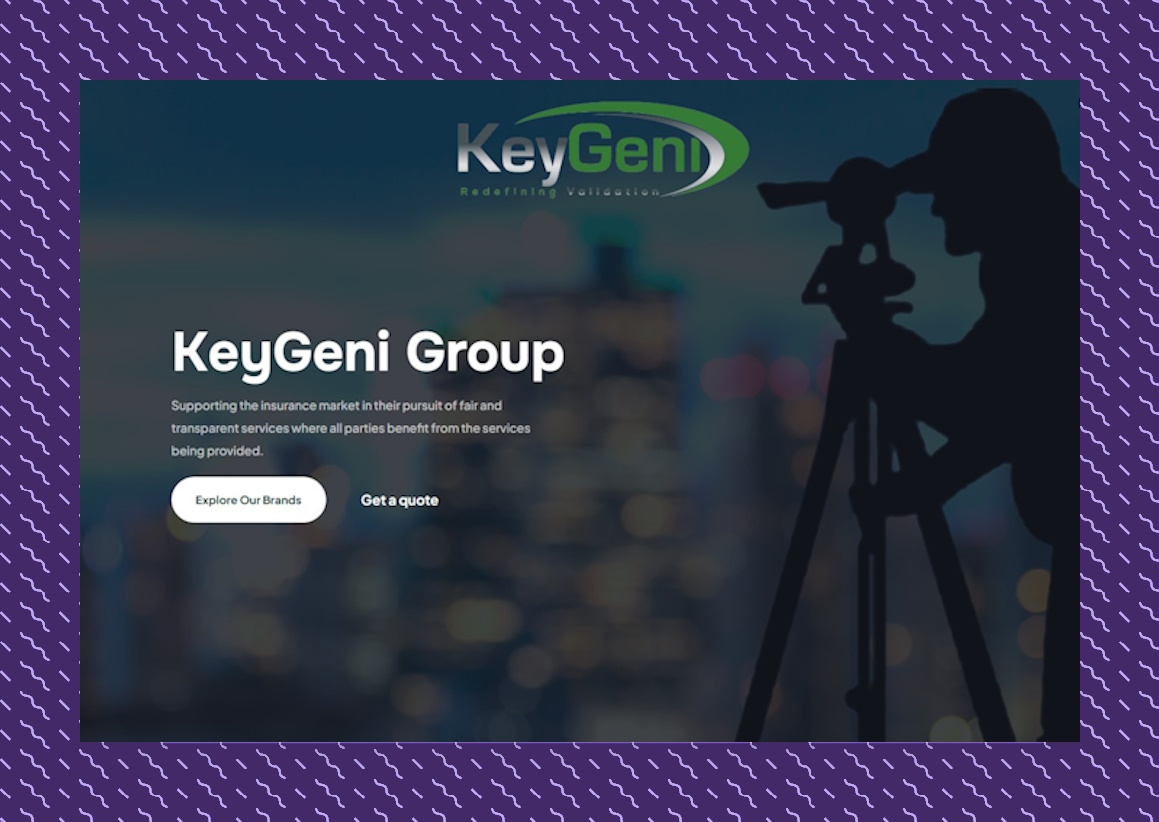 KeyGeni
Redefining Validation
KeyGeni Group
Supporting the insurance market in their pursuit of fair and
transparent services where all parties benefit from the services
being provided.
Explore Our Brands
Get a quote